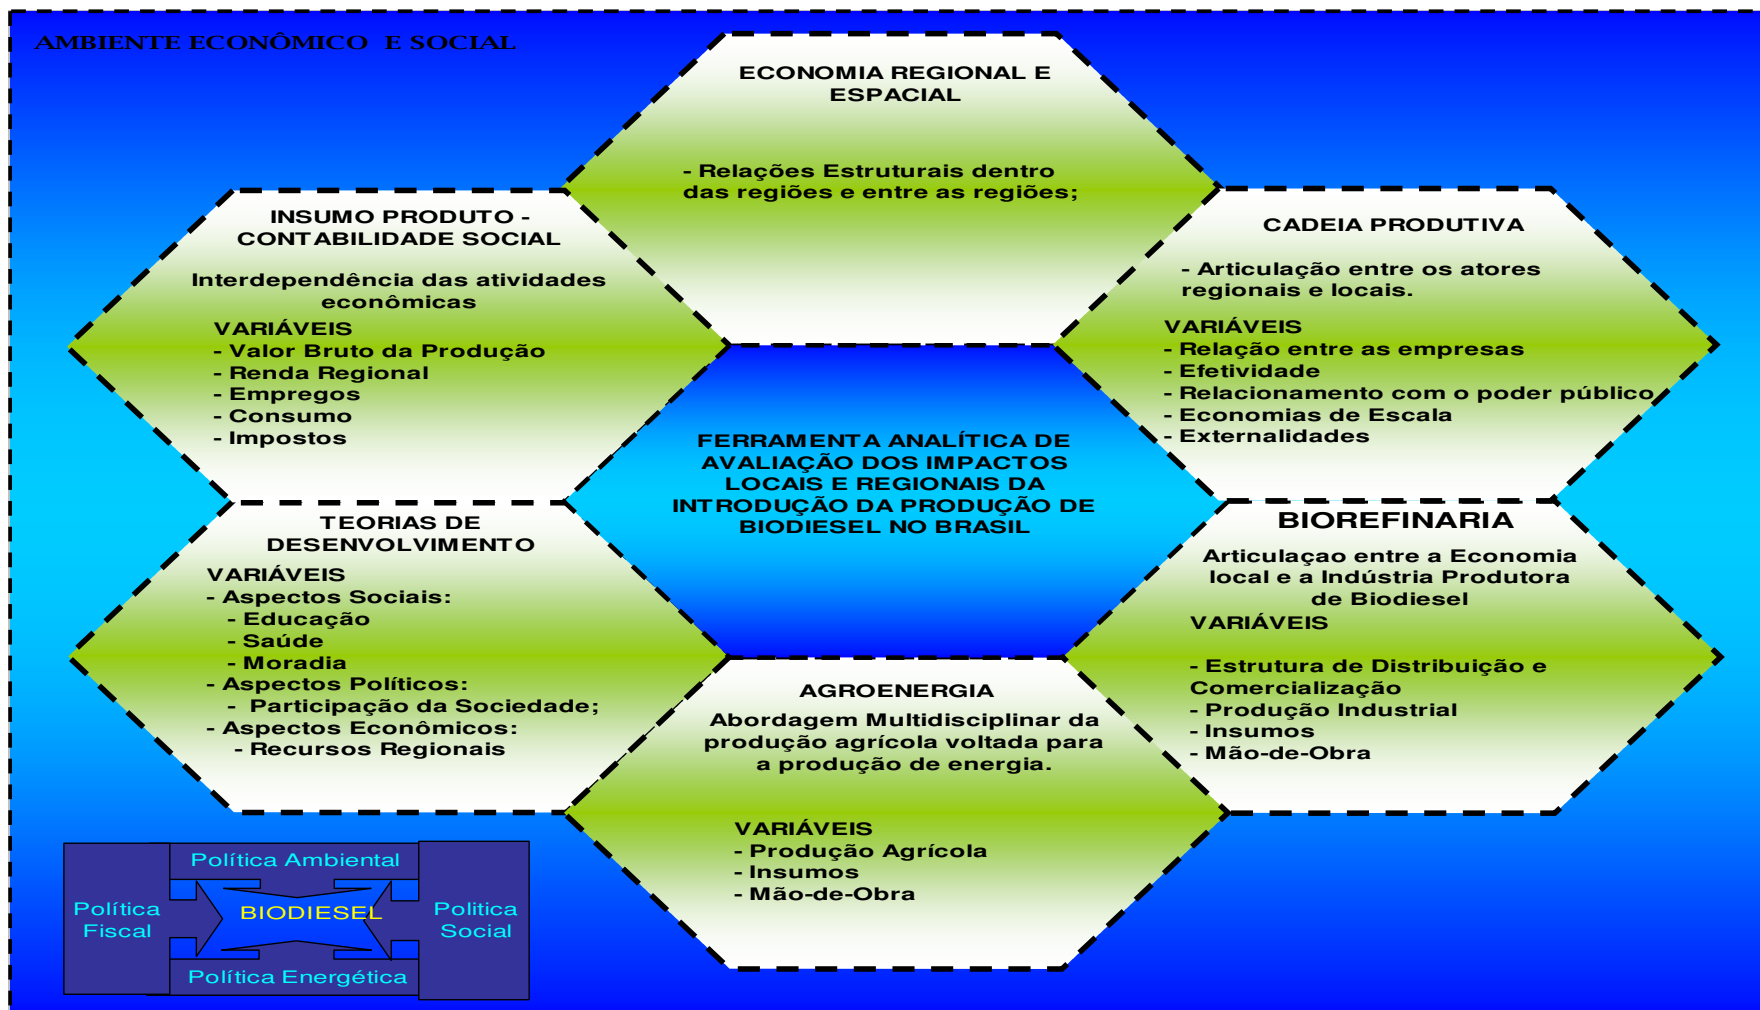 AMBIENTE ECONÔMICO E SOCIAL
ECONOMIA REGIONAL E
ESPACIAL
- Relações Estruturais dentro
das regiões e entre as regiões;
INSUMO PRODUTO -
CONTABILIDADE SOCIAL
Interdependência das atividades
econômicas
VARIÁVEIS
- Valor Bruto da Produção
- Renda Regional
- Empregos
- Consumo
- Impostos
CADEIA PRODUTIVA
- Articulação entre os atores
regionais e locais.
VARIÁVEIS
- Relação entre as empresas
- Efetividade
- Relacionamento com o poder público
- Economias de Escala
- Externalidades
FERRAMENTA ANALÍTICA DE
AVALIAÇÃO DOS IMPACTOS
LOCAIS E REGIONAIS DA
INTRODUÇÃO DA PRODUÇÃO DE
BIODIESEL NO BRASIL
TEORIAS DE
DESENVOLVIMENTO
VARIÁVEIS
- Aspectos Sociais:
- Educação
- Saúde
- Moradia
- Aspectos Políticos:
- Participação da Sociedade;
- Aspectos Econômicos:
- Recursos Regionais
BIOREFINARIA
Articulaçao entre a Economia
local e a Indústria Produtora
de Biodiesel
VARIÁVEIS
- Estrutura de Distribuição e
Comercialização
- Produção Industrial
- Insumos
- Mão-de-Obra
AGROENERGIA
Abordagem Multidisciplinar da
produção agrícola voltada para
a produção de energia.
VARIÁVEIS
- Produção Agrícola
- Insumos
- Mão-de-Obra
Política Ambiental
Política
Fiscal
BIODIESEL
Politica
Social
Política Energética